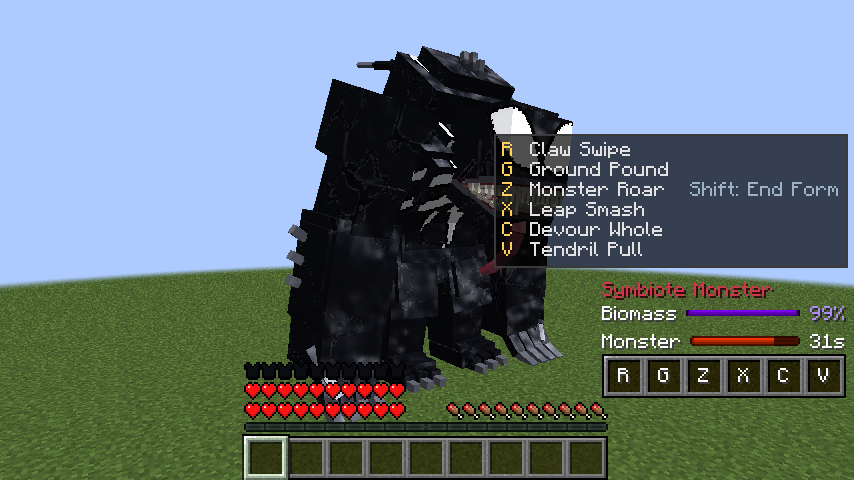 R Claw Swipe
G Ground Pound
Z Monster Roar Shift: End Form
X Leap Smash
C Devour Whole
V Tendril Pull
Symbiote Monster
Biomass 99%
Monster 31s
R G Z X C V